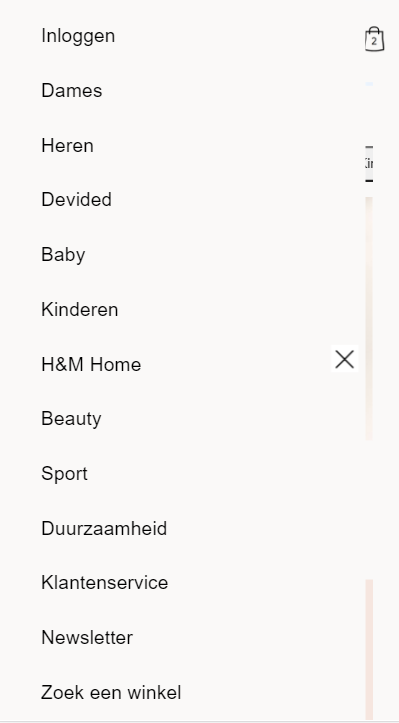 Inloggen
2
Dames
Heren
Devided
Baby
Kinderen
H&M Home
Beauty
Sport
Duurzaamheid
Klantenservice
Newsletter
Zoek een winkel